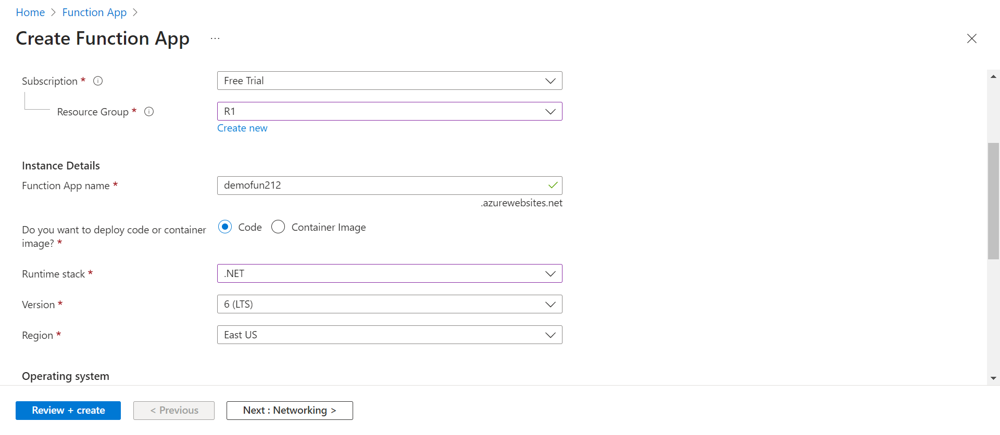 Home > Function App >
Create Function App ...
Subscription *
Free Trial
Resource Group *
R1
Create new
Instance Details
Function App name *
demofun212
.azurewebsites.net
Do you want to deploy code or container
image? *
Code
Container Image
Runtime stack *
.NET
Version *
6 (LTS)
Region *
East US
Operating system
Review + create
< Previous
Next : Networking >